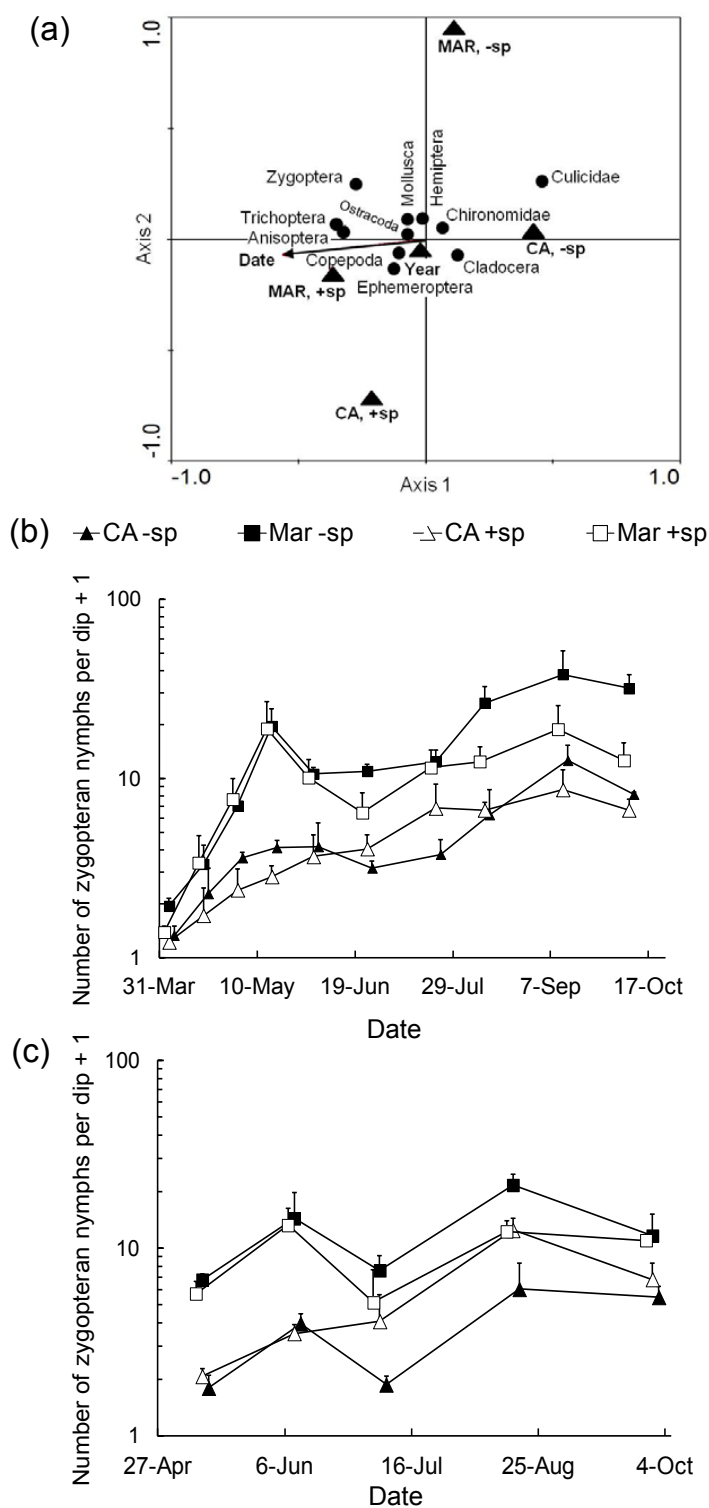 (a)
1.0
MAR, -sp
Zygoptera
Mollusca
Hemiptera
Culicidae
Trichoptera
Ostracoda
Chironomidae
Anisoptera
CA, -sp
Date
Copepoda
Year
Cladocera
MAR, +sp
Ephemeroptera
CA, +sp
Axis 2
-1.0
-1.0
1.0
Axis 1
(b)
CA -sp
Mar -sp
CA +sp
Mar +sp
Number of zygopteran nymphs per dip + 1
100
10
1
31-Mar 10-May 19-Jun 29-Jul 7-Sep 17-Oct
Date
(c)
Number of zygopteran nymphs per dip + 1
100
10
1
27-Apr 6-Jun 16-Jul 25-Aug 4-Oct
Date